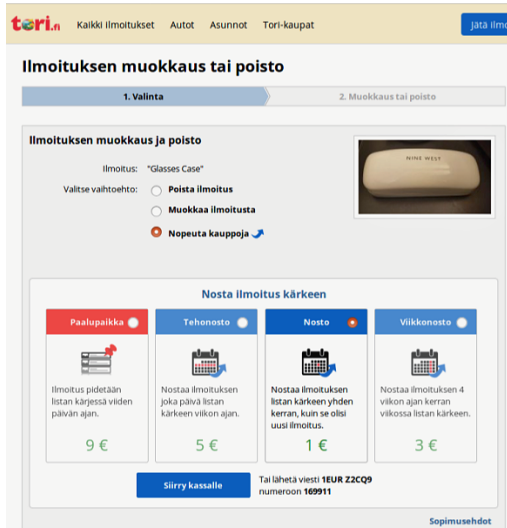 tori.fi Kaikki ilmoitukset Autot Asunnot Tori-kaupat Jätä ilmo
Ilmoituksen muokkaus tai poisto
1. Valinta 2. Muokkaus tai poisto
Ilmoituksen muokkaus ja poisto
Ilmoitus: "Glasses Case"
Valitse vaihtoehto: Poista ilmoitus
Muokkaa ilmoitusta
Nopeuta kauppoja
NINE WEST
Nosta ilmoitus kärkeen
Paalupaikka
Ilmoitus pidetään
listan kärjessä viiden
päivän ajan.
9 €
Tehonosto
Nostaa ilmoituksen
joka päivä listan
kärkeen viikon ajan.
5 €
Nosto
Nostaa ilmoituksen
listan kärkeen yhden
kerran, kuin se olisi
uusi ilmoitus.
1 €
Viikkonosto
Nostaa ilmoituksen 4
viikon ajan kerran
viikossa listan kärkeen.
3 €
Siirry kassalle
Tai lähetä viesti 1EUR Z2CQ9
numeroon 169911
Sopimusehdot